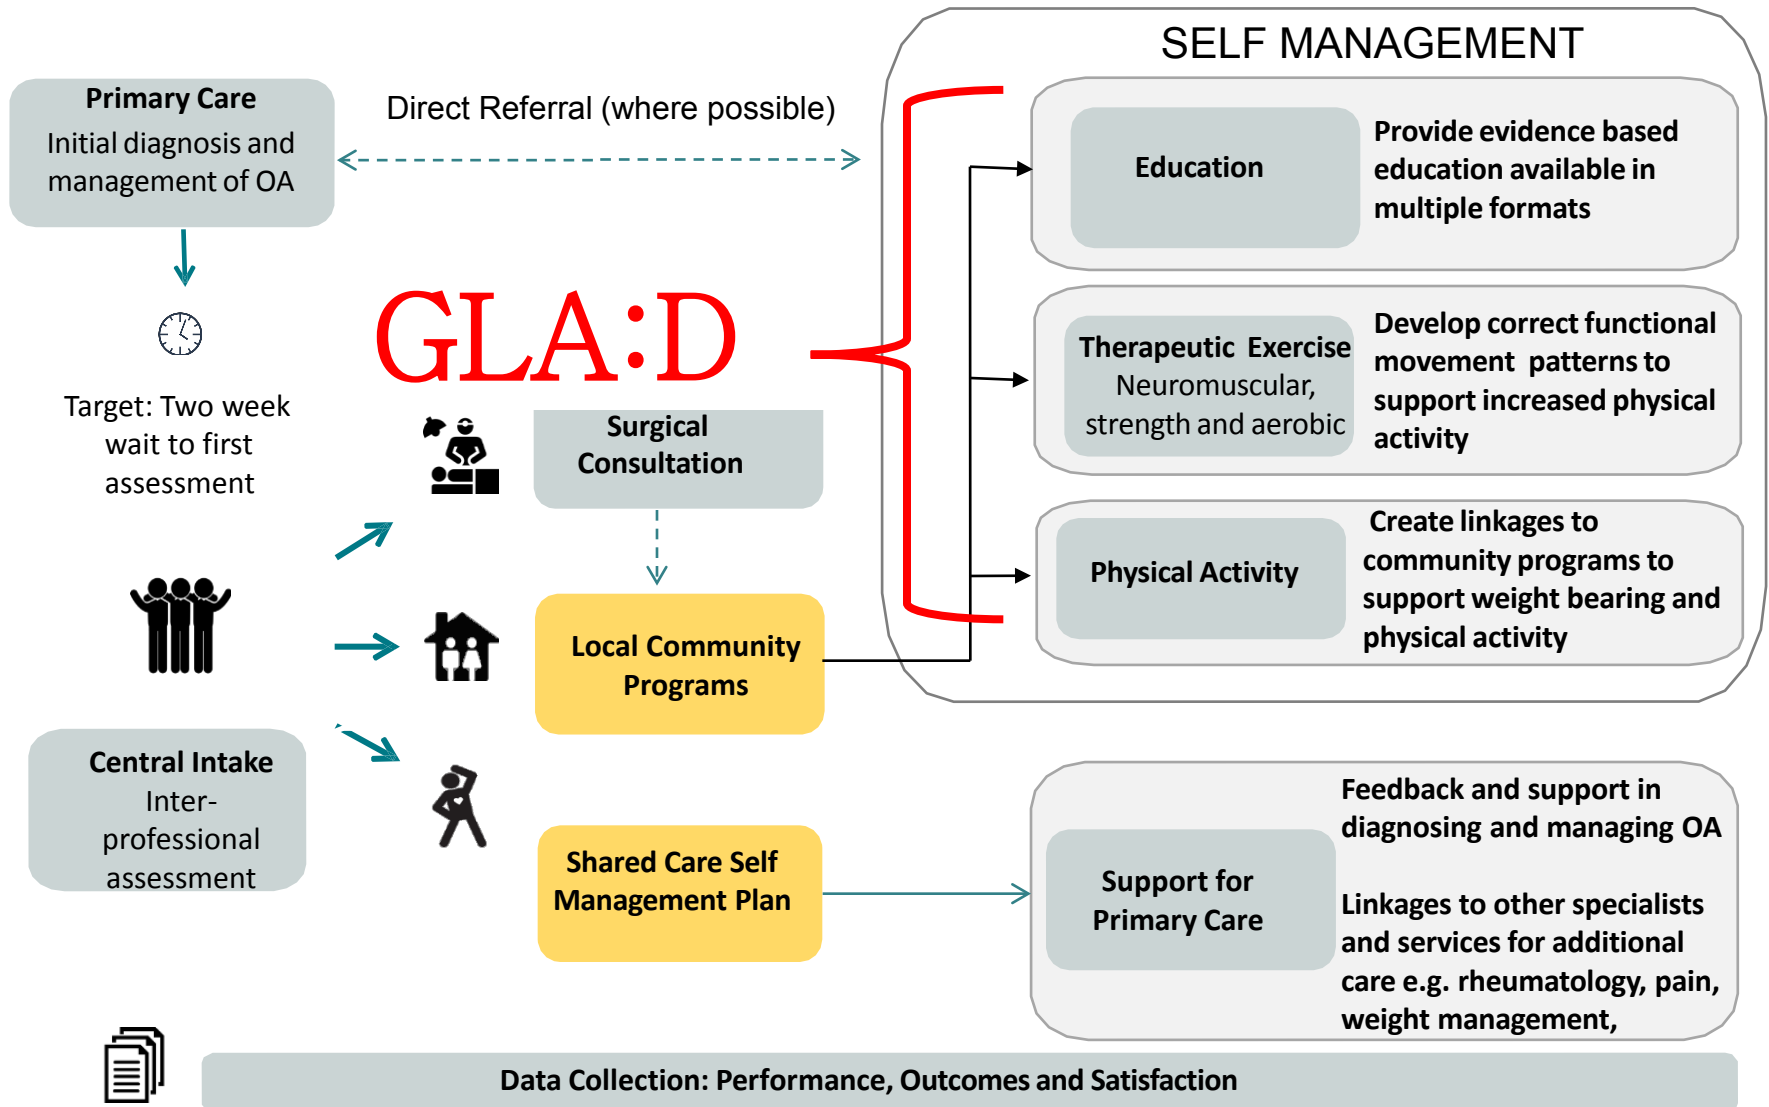 SELF MANAGEMENT
Primary Care
Initial diagnosis and
management of OA
Direct Referral (where possible)
Education
Provide evidence based
education available in
multiple formats
GLA:D
Therapeutic Exercise
Neuromuscular,
strength and aerobic
Develop correct functional
movement patterns to
support increased physical
activity
Target: Two week
wait to first
assessment
Surgical
Consultation
Physical Activity
Create linkages to
community programs to
support weight bearing and
physical activity
Local Community
Programs
Central Intake
Inter-
professional
assessment
Shared Care Self
Management Plan
Support for
Primary Care
Feedback and support in
diagnosing and managing OA
Linkages to other specialists
and services for additional
care e.g. rheumatology, pain,
weight management,
Data Collection: Performance, Outcomes and Satisfaction